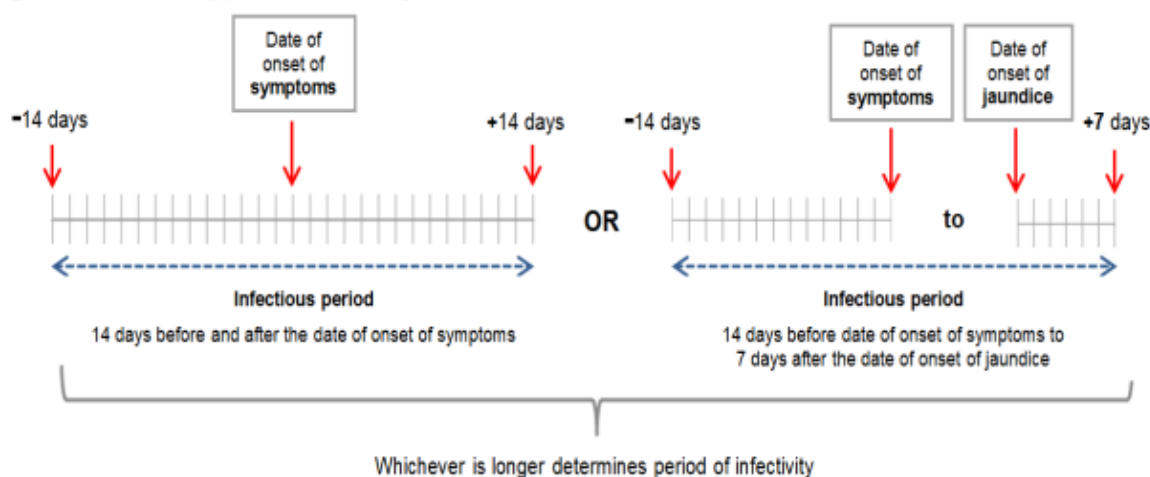 Date of
onset of
symptoms
-14 days
+14 days
Infectious period
14 days before and after the date of onset of symptoms
OR
Date of
onset of
symptoms
Date of
onset of
jaundice
-14 days
+7 days
to
Infectious period
14 days before date of onset of symptoms to
7 days after the date of onset of jaundice
Whichever is longer determines period of infectivity